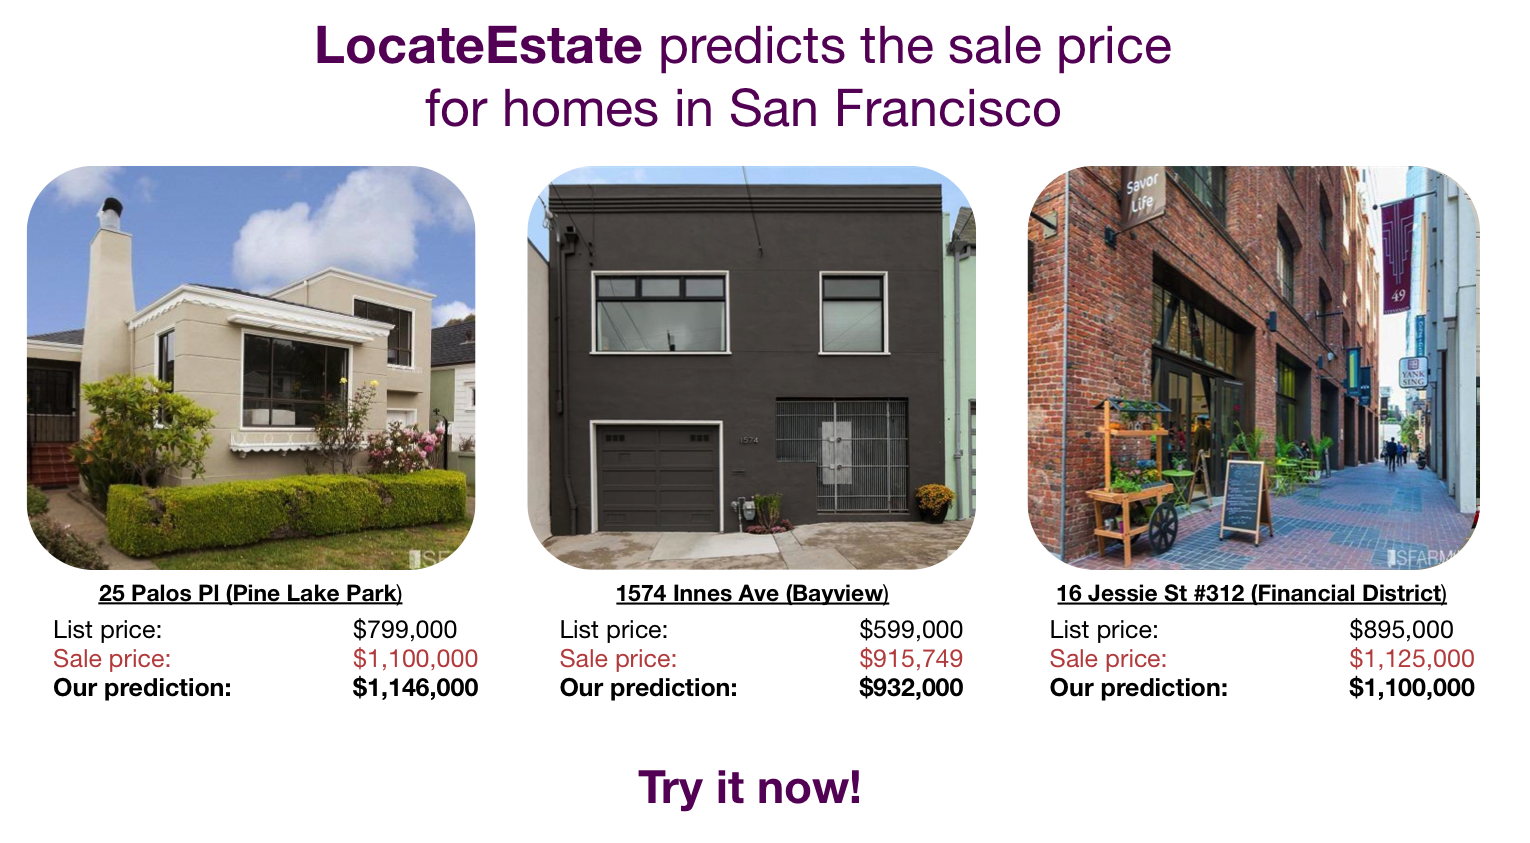 LocateEstate predicts the sale price
for homes in San Francisco
Savor
Life
49
YANK
SING
1574
SFARM
25 Palos Pl (Pine Lake Park)
List price: $799,000
Sale price: $1,100,000
Our prediction: $1,146,000
1574 Innes Ave (Bayview)
List price: $599,000
Sale price: $915,749
Our prediction: $932,000
16 Jessie St #312 (Financial District)
List price: $895,000
Sale price: $1,125,000
Our prediction: $1,100,000
Try it now!